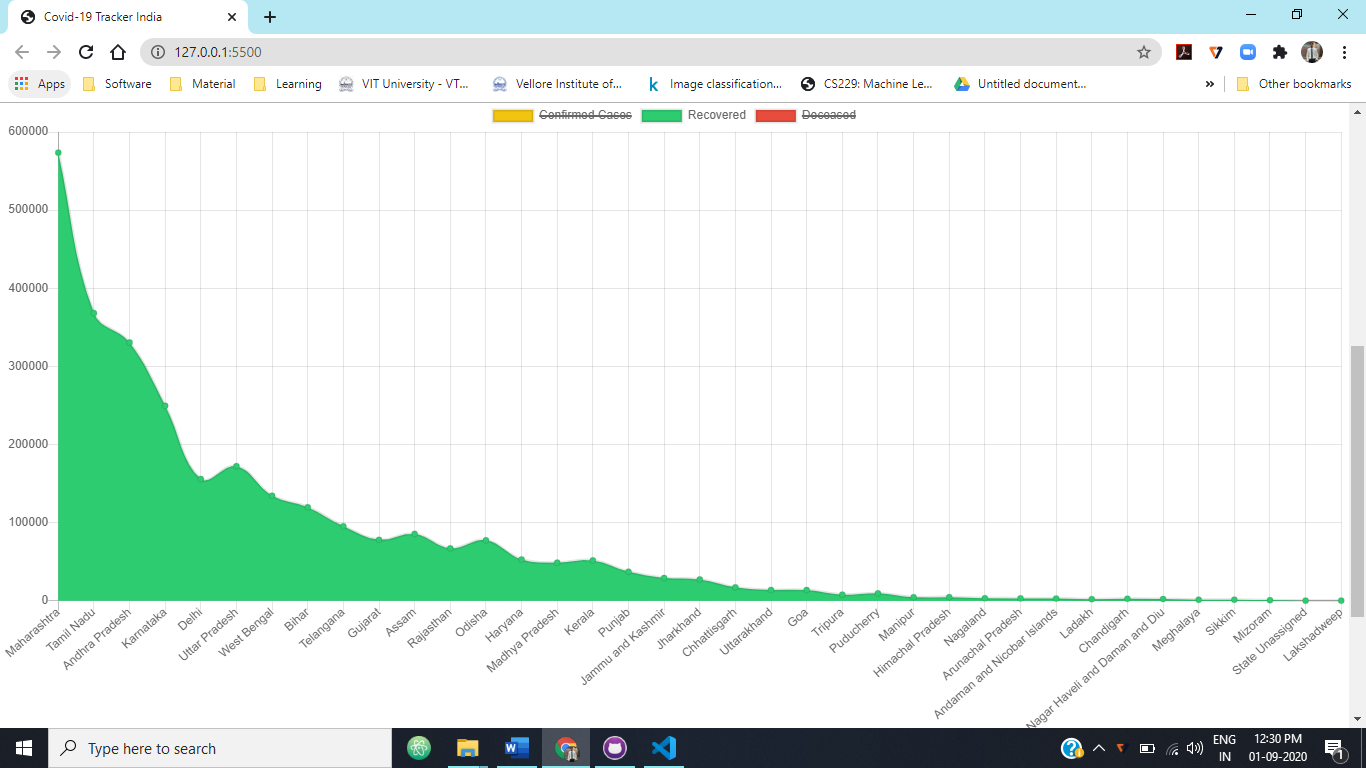 Covid-19 Tracker India
127.0.0.1:5500
Apps Software Material Learning VIT University - VT... Vellore Institute of... Image classification... CS229: Machine Le... Untitled document... » Other bookmarks
Confirmed Cases Recovered Deceased
600000
500000
400000
300000
200000
100000
0
Maharashtra
Tamil Nadu
Andhra Pradesh
Karnataka
Delhi
Uttar Pradesh
West Bengal
Bihar
Telangana
Gujarat
Assam
Rajasthan
Odisha
Haryana
Madhya Pradesh
Kerala
Punjab
Jammu and Kashmir
Jharkhand
Chhattisgarh
Uttarakhand
Goa
Tripura
Puducherry
Manipur
Himachal Pradesh
Nagaland
Arunachal Pradesh
Andaman and Nicobar Islands
Ladakh
Chandigarh
Nagar Haveli and Daman and Diu
Meghalaya
Sikkim
Mizoram
State Unassigned
Lakshadweep
Type here to search
ENG
IN
12:30 PM
01-09-2020
1